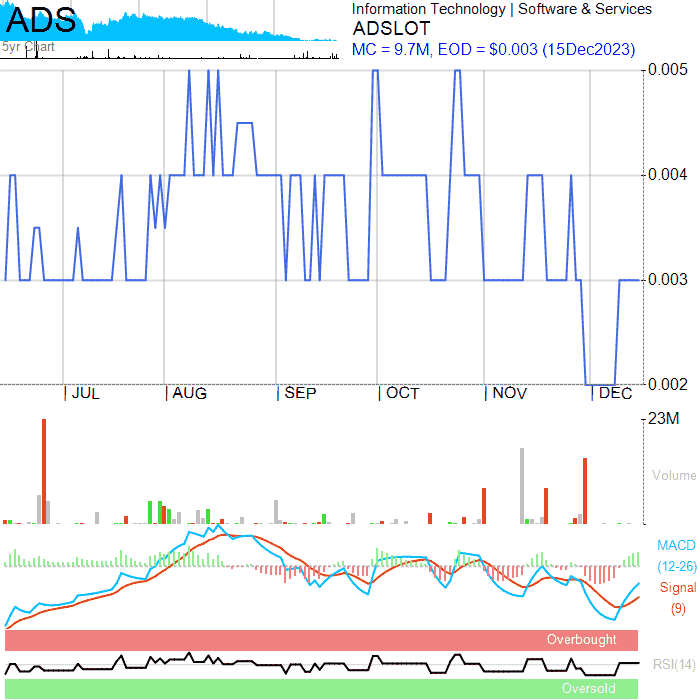 ADS
5yr Chart
Information Technology | Software & Services
ADSLOT
MC = 9.7M, EOD = $0.003 (15Dec2023)
0.005
0.004
0.003
0.002
JUL
AUG
SEP
OCT
NOV
DEC
23M
Volume
MACD
(12-26)
Signal
(9)
Overbought
RSI(14)
Oversold